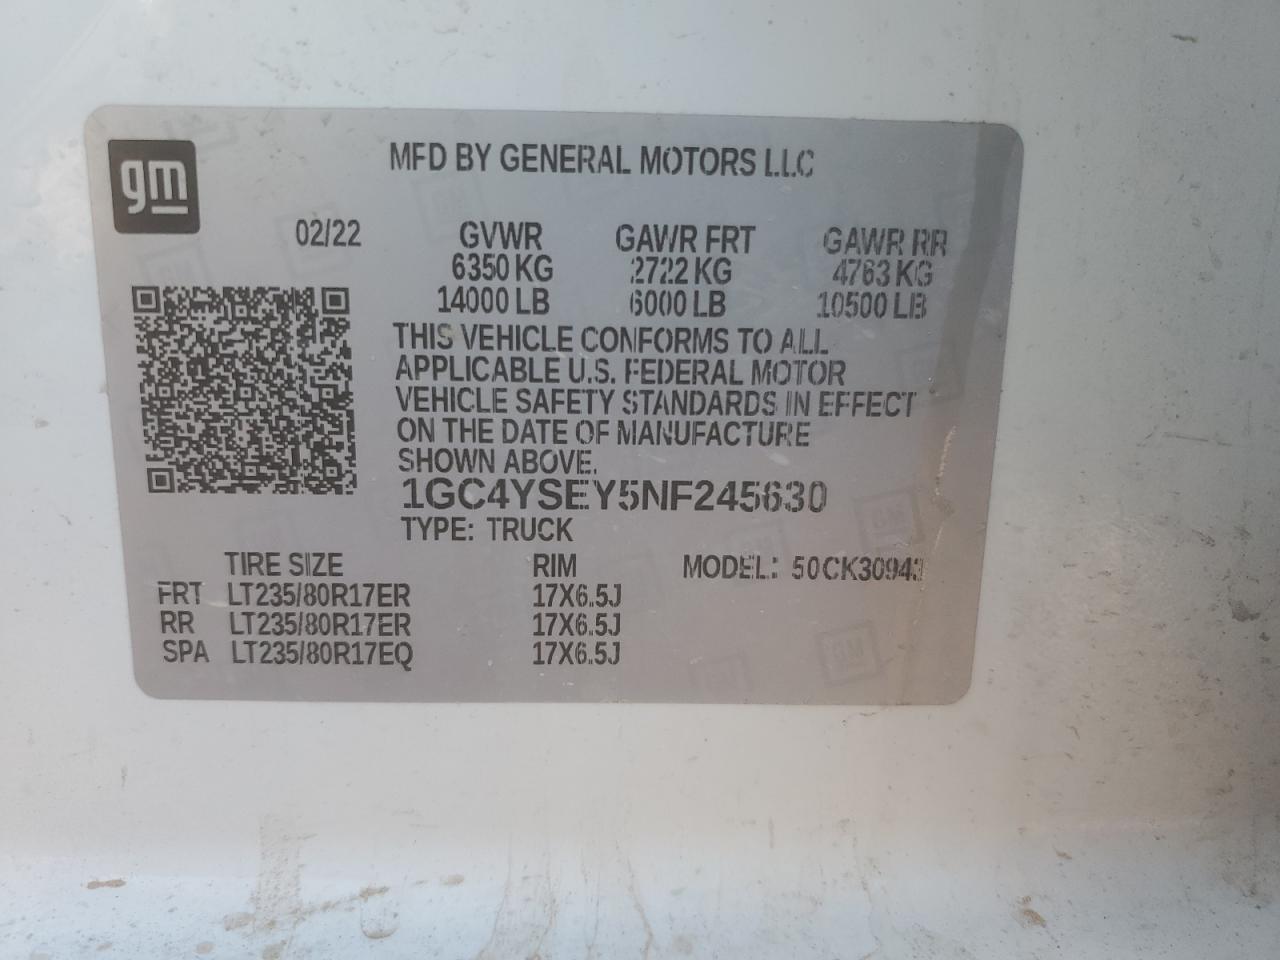 gm
MFD BY GENERAL MOTORS LLC
02/22 GVWR GAWR FRT GAWR RR
6350 KG 2722 KG 4763 KG
14000 LB 6000 LB 10500 LB
THIS VEHICLE CONFORMS TO ALL
APPLICABLE U.S. FEDERAL MOTOR
VEHICLE SAFETY STANDARDS IN EFFECT
ON THE DATE OF MANUFACTURE
SHOWN ABOVE.
1GC4YSEY5NF245630
TYPE: TRUCK
TIRE SIZE RIM MODEL: 50CK30943
FRT LT235/80R17ER 17X6.5J
RR LT235/80R17ER 17X6.5J
SPA LT235/80R17EQ 17X6.5J